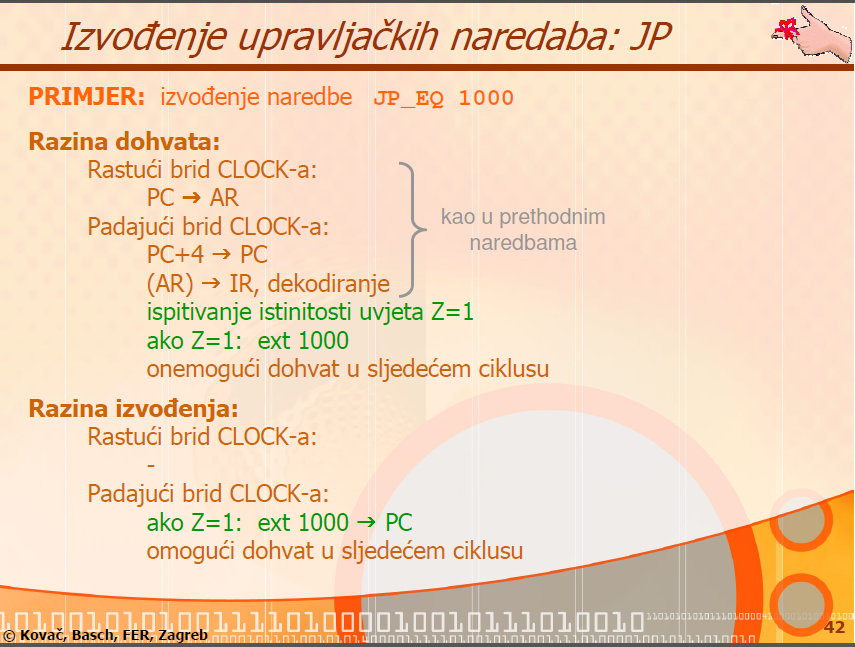 Izvođenje upravljačkih naredaba: JP
PRIMJER: izvođenje naredbe JP_EQ 1000
Razina dohvata:
Rastući brid CLOCK-a:
PC → AR
Padajući brid CLOCK-a:
PC+4 → PC
(AR) → IR, dekodiranje
kao u prethodnim
naredbama
ispitivanje istinitosti uvjeta Z=1
ako Z=1: ext 1000
onemogući dohvat u sljedećem ciklusu
Razina izvođenja:
Rastući brid CLOCK-a:
-
Padajući brid CLOCK-a:
ako Z=1: ext 1000 → PC
omogući dohvat u sljedećem ciklusu
© Kovač, Basch, FER, Zagreb
42